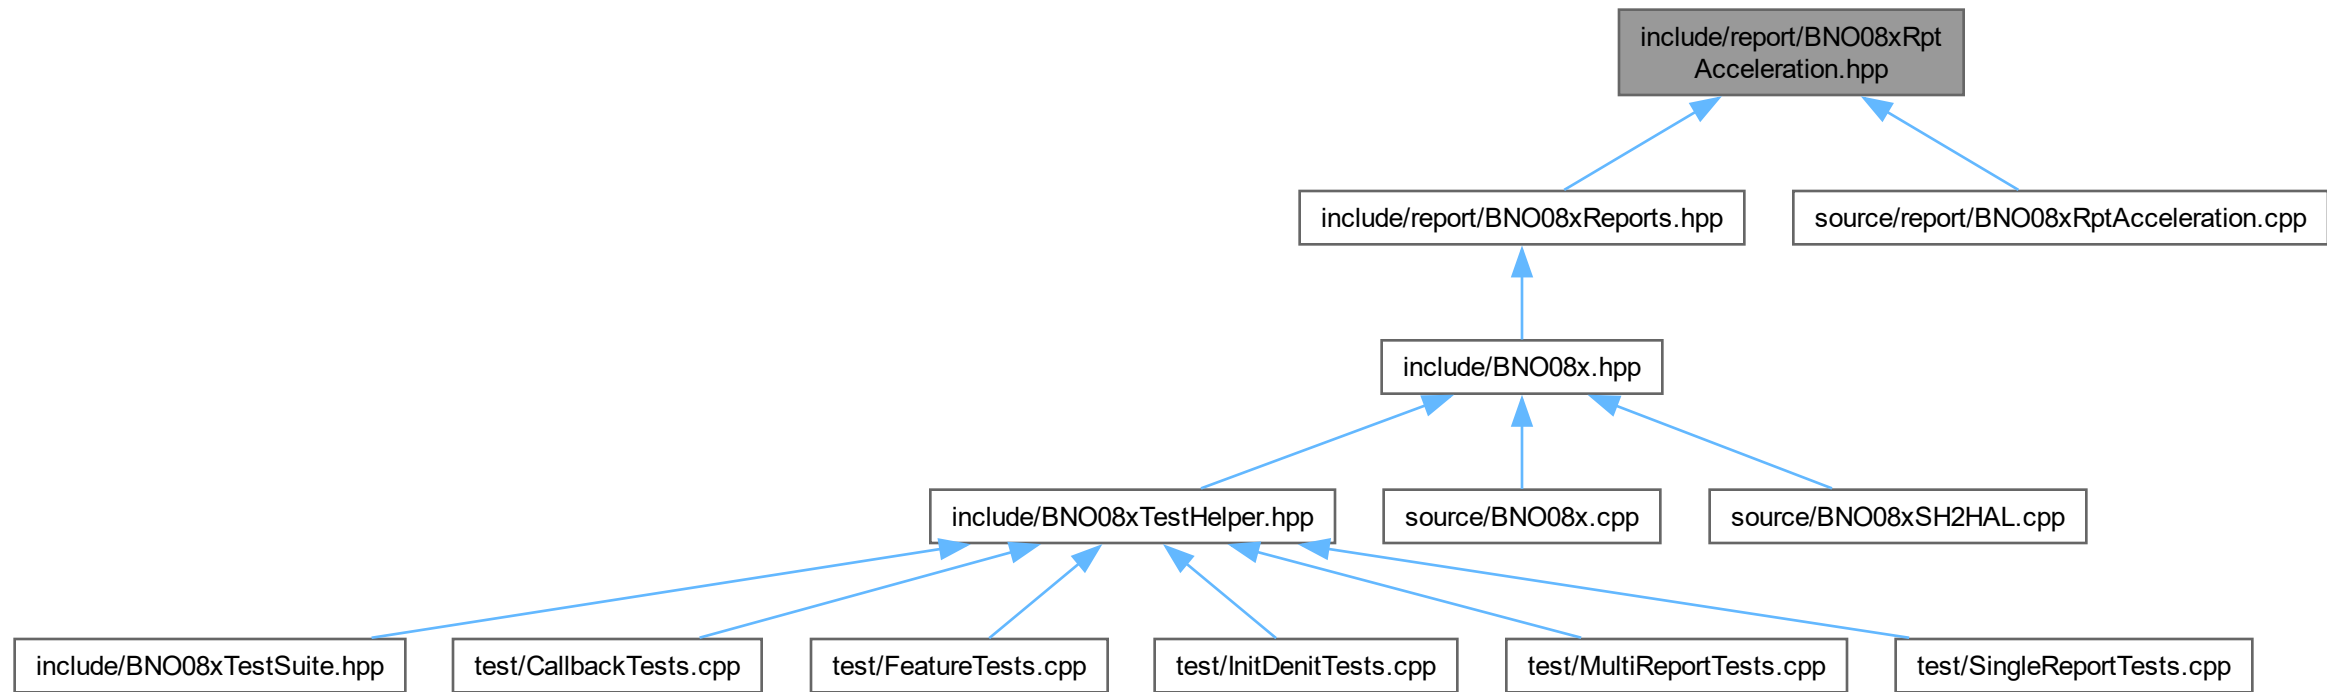 include/report/BNO08xRpt
Acceleration.hpp
include/report/BNO08xReports.hpp
source/report/BNO08xRptAcceleration.cpp
include/BNO08x.hpp
include/BNO08xTestHelper.hpp
source/BNO08x.cpp
source/BNO08xSH2HAL.cpp
include/BNO08xTestSuite.hpp
test/CallbackTests.cpp
test/FeatureTests.cpp
test/InitDenitTests.cpp
test/MultiReportTests.cpp
test/SingleReportTests.cpp